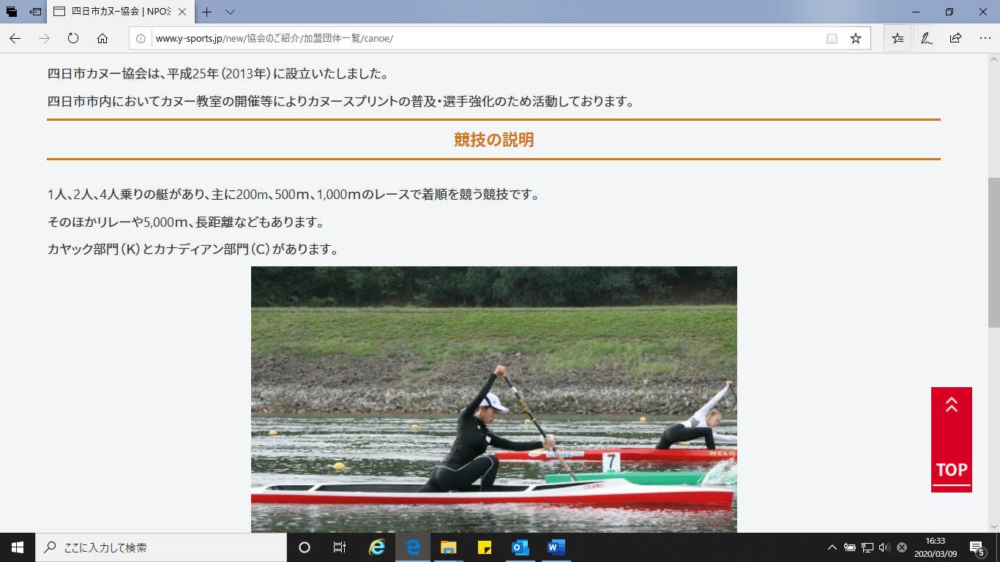 四日市カヌー協会 | NPO
www.y-sports.jp/new/協会のご紹介/加盟団体一覧/canoe/
四日市カヌー協会は、平成25年（2013年）に設立いたしました。
四日市市内においてカヌー教室の開催等によりカヌースプリントの普及・選手強化のため活動しております。
競技の説明
1人、2人、4人乗りの艇があり、主に200m、500ｍ、1,000ｍのレースで着順を競う競技です。
そのほかリレーや5,000ｍ、長距離などもあります。
カヤック部門（Ｋ）とカナディアン部門（Ｃ）があります。
NELO
7
NELO
TOP
ここに入力して検索
16:33
2020/03/09
5